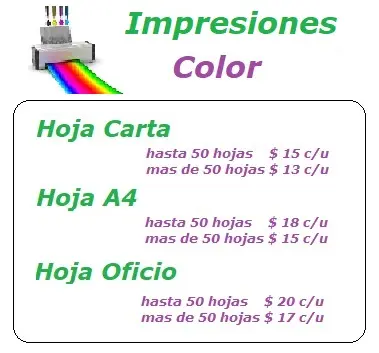 Impresiones
Color
Hoja Carta
hasta 50 hojas $ 15 c/u
mas de 50 hojas $ 13 c/u
Hoja A4
hasta 50 hojas $ 18 c/u
mas de 50 hojas $ 15 c/u
Hoja Oficio
hasta 50 hojas $ 20 c/u
mas de 50 hojas $ 17 c/u